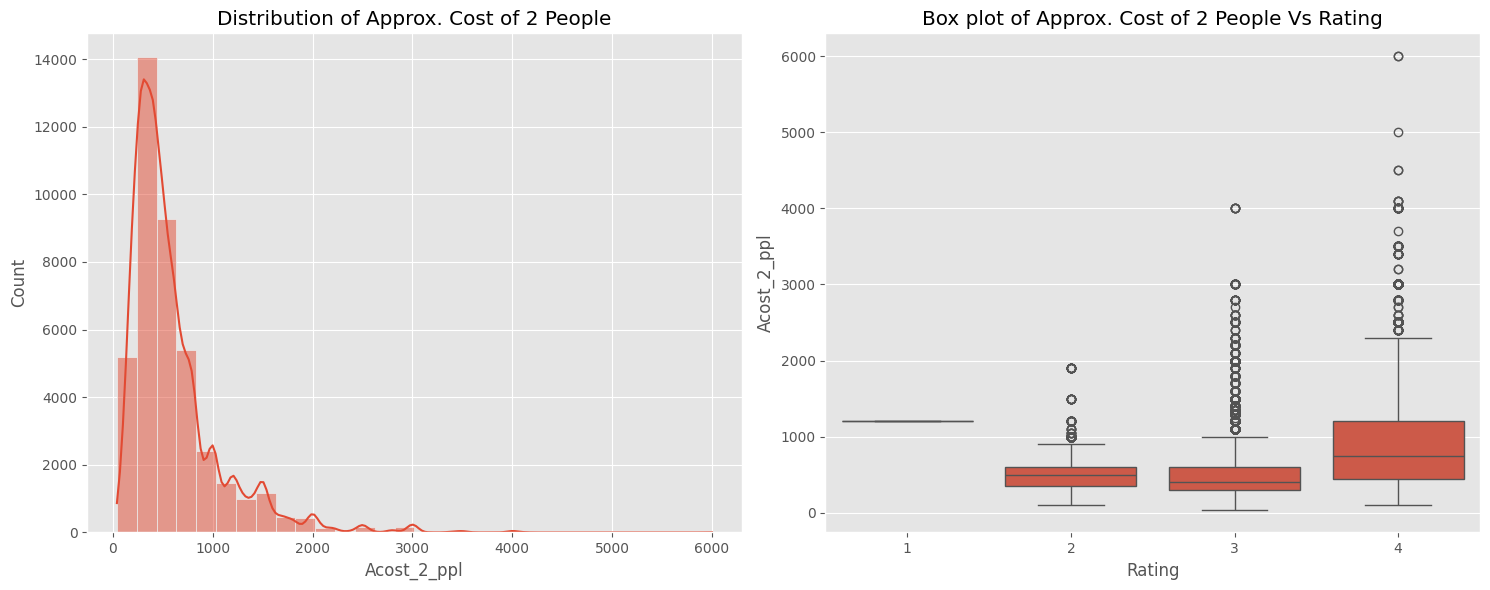 Distribution of Approx. Cost of 2 People
14000
12000
10000
8000
6000
4000
2000
0
Count
0 1000 2000 3000 4000 5000 6000
Acost_2_ppl
Box plot of Approx. Cost of 2 People Vs Rating
6000
5000
4000
3000
2000
1000
0
Acost_2_ppl
1 2 3 4
Rating